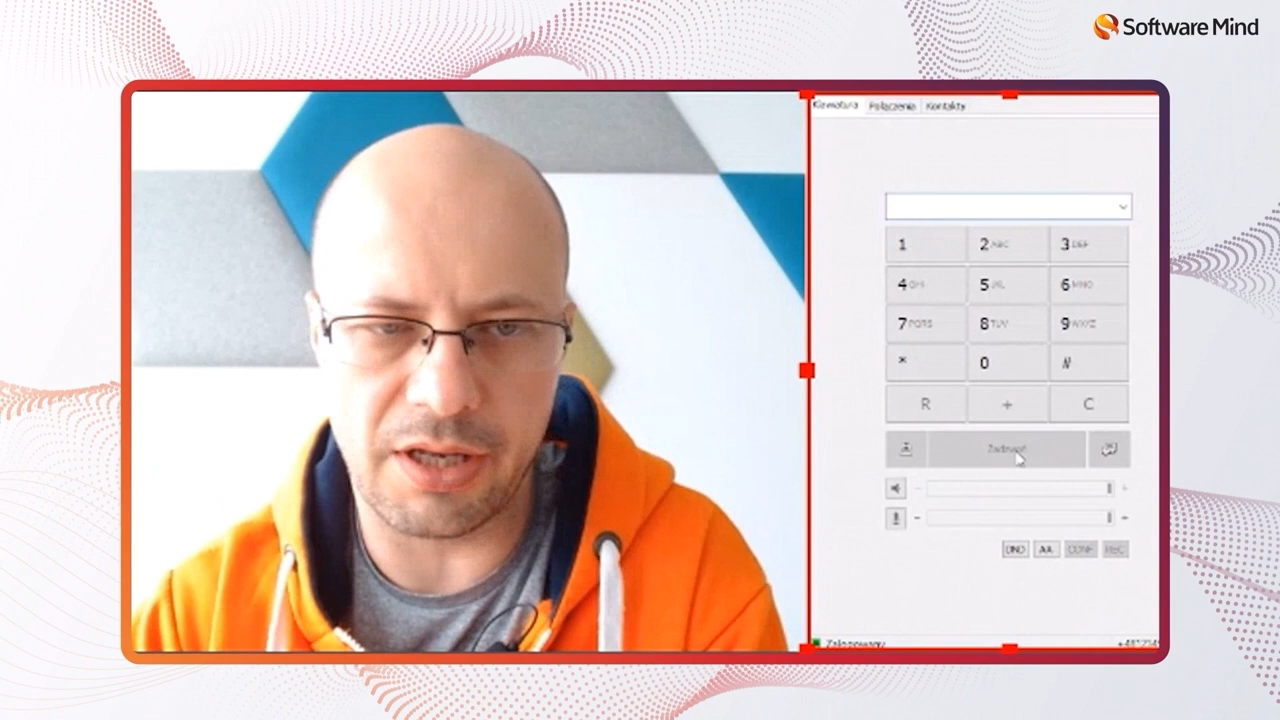 Software Mind
Klawiatura Połączenia Kontakty
1 2 ABC 3 DEF
4 GHI 5 JKL 6 MNO
7 PQRS 8 TUV 9 WXYZ
* 0 #
R + C
Zadzwoń
- +
- +
DND AA CONF REC
Zalogowany